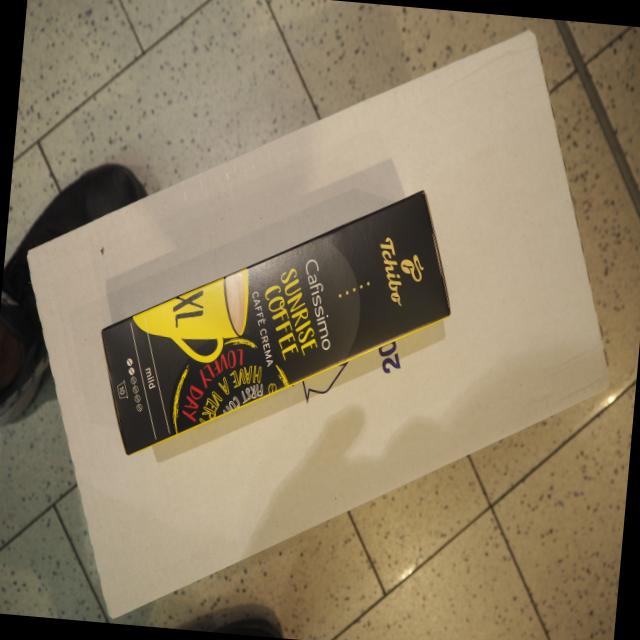 Tchibo
Cafissimo
SUNRISE
COFFEE
CAFFÈ CREMA
XL
HAVE A VERY
LOVELY DAY
mild
20